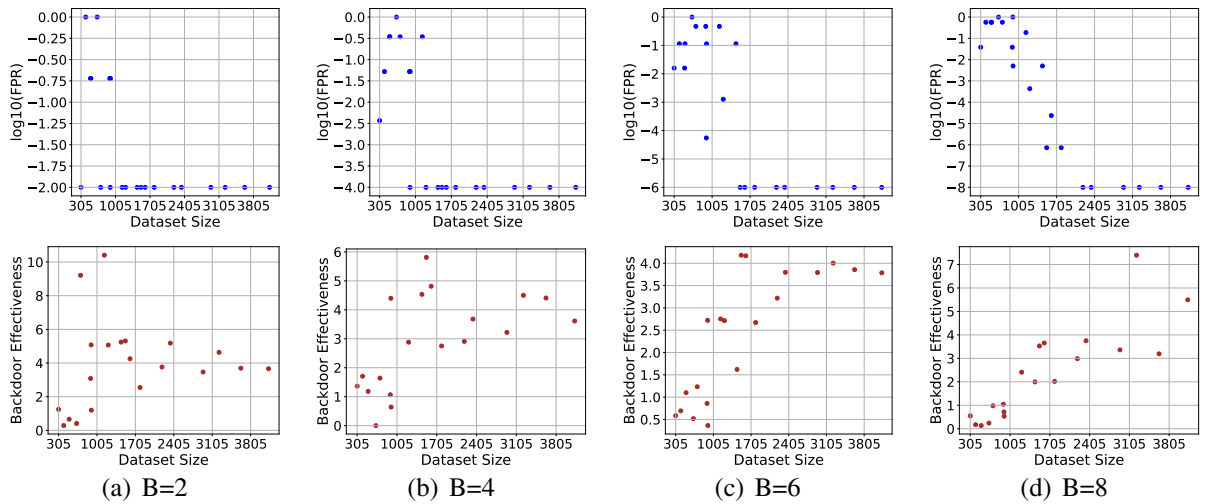 0.00
−0.25
−0.50
−0.75
−1.00
−1.25
−1.50
−1.75
−2.00
log10(FPR)
305 1005 1705 2405 3105 3805
Dataset Size
0.0
−0.5
−1.0
−1.5
−2.0
−2.5
−3.0
−3.5
−4.0
log10(FPR)
305 1005 1705 2405 3105 3805
Dataset Size
0
−1
−2
−3
−4
−5
−6
log10(FPR)
305 1005 1705 2405 3105 3805
Dataset Size
0
−1
−2
−3
−4
−5
−6
−7
−8
log10(FPR)
305 1005 1705 2405 3105 3805
Dataset Size
10
8
6
4
2
0
Backdoor Effectiveness
305 1005 1705 2405 3105 3805
Dataset Size
6
5
4
3
2
1
0
Backdoor Effectiveness
305 1005 1705 2405 3105 3805
Dataset Size
4.0
3.5
3.0
2.5
2.0
1.5
1.0
0.5
Backdoor Effectiveness
305 1005 1705 2405 3105 3805
Dataset Size
7
6
5
4
3
2
1
0
Backdoor Effectiveness
305 1005 1705 2405 3105 3805
Dataset Size
(a) B=2
(b) B=4
(c) B=6
(d) B=8